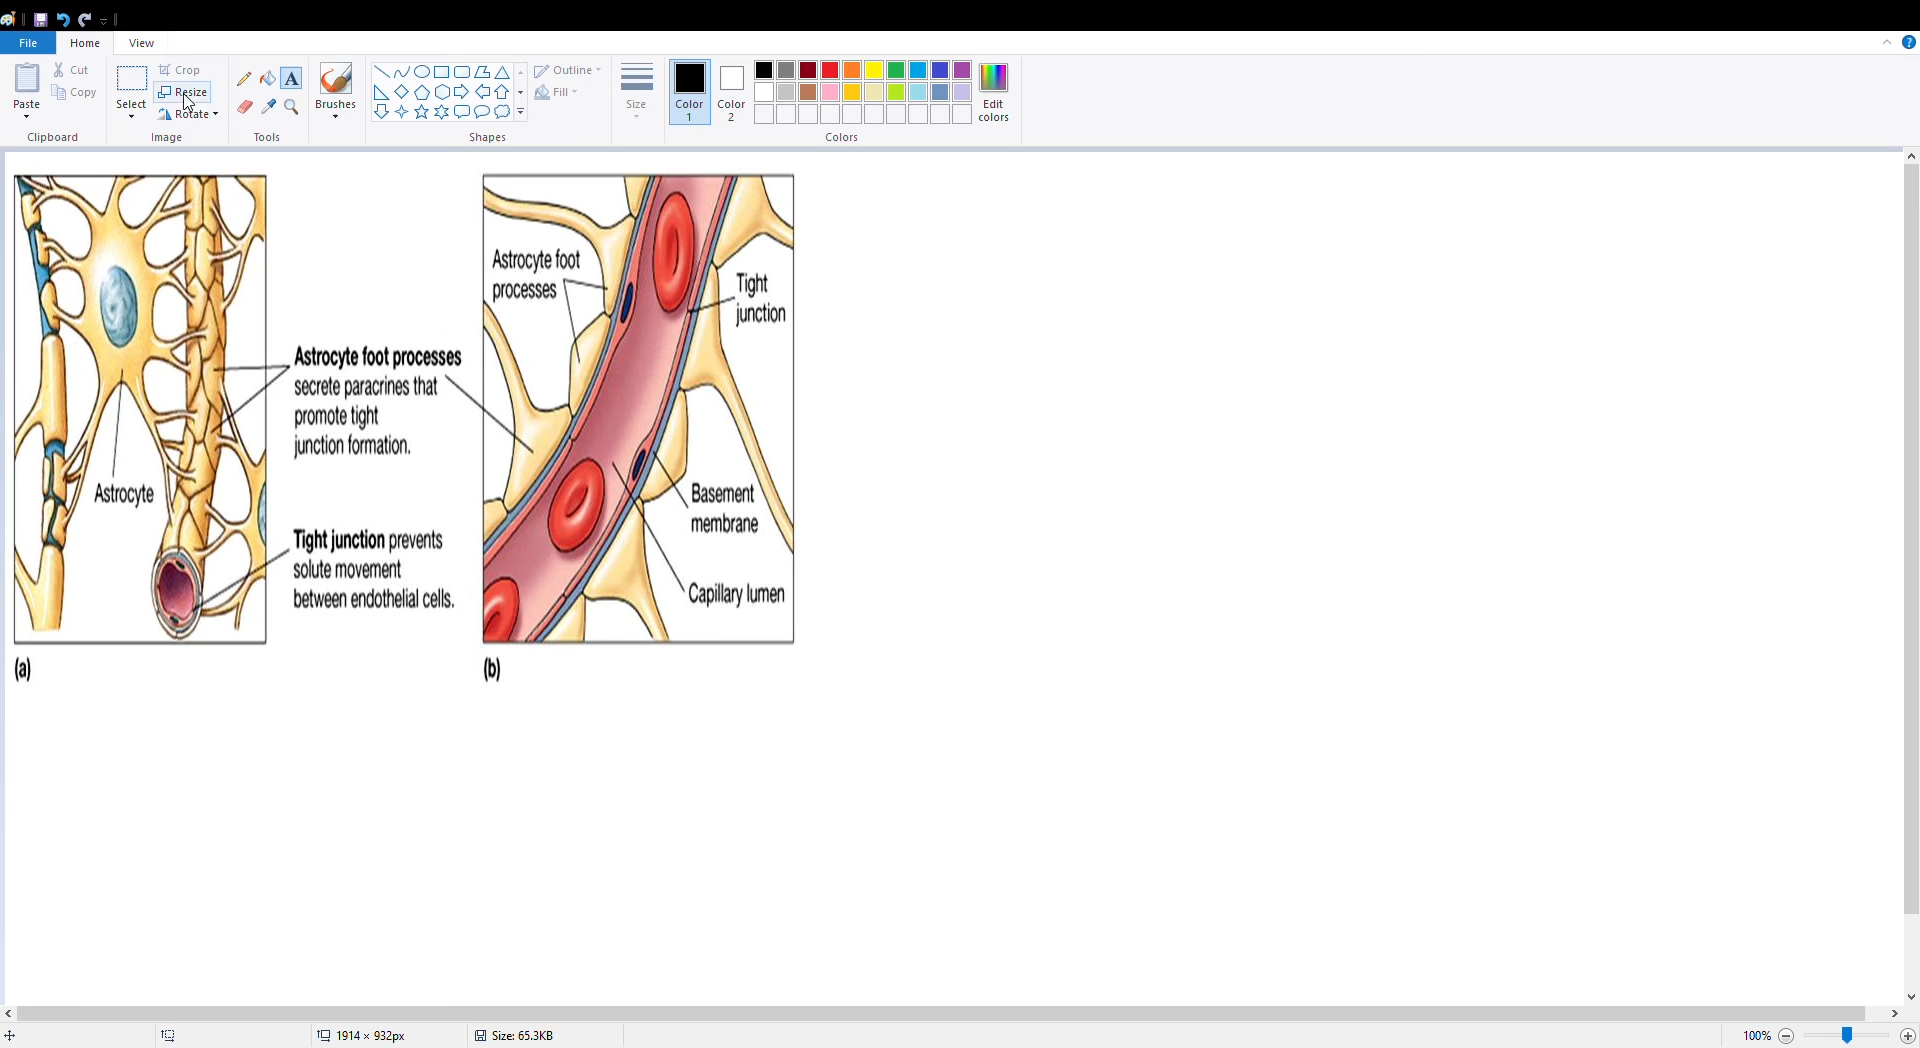 File
Home
View
Paste
Cut
Copy
Clipboard
Select
Crop
Resize
Rotate
Image
A
Tools
Brushes
Shapes
Outline
Fill
Size
Color
1
Color
2
Edit
colors
Colors
Astrocyte
Astrocyte foot processes
secrete paracrines that
promote tight
junction formation.
Tight junction prevents
solute movement
between endothelial cells.
(a)
Astrocyte foot
processes
Tight
junction
Basement
membrane
Capillary lumen
(b)
1914 × 932px
Size: 65.3KB
100%